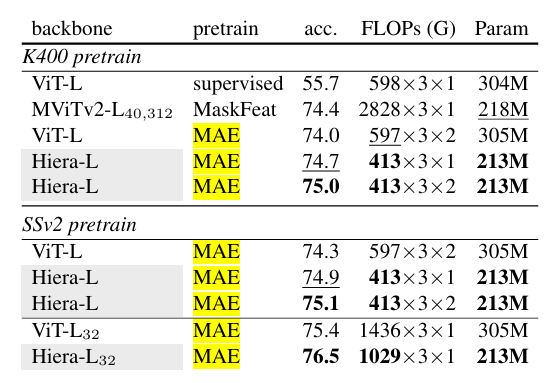 backbone pretrain acc. FLOPs (G) Param
K400 pretrain
ViT-L supervised 55.7 598×3×1 304M
MViTv2-L40,312 MaskFeat 74.4 2828×3×1 218M
ViT-L MAE 74.0 597×3×2 305M
Hiera-L MAE 74.7 413×3×1 213M
Hiera-L MAE 75.0 413×3×2 213M
SSv2 pretrain
ViT-L MAE 74.3 597×3×2 305M
Hiera-L MAE 74.9 413×3×1 213M
Hiera-L MAE 75.1 413×3×2 213M
ViT-L32 MAE 75.4 1436×3×1 305M
Hiera-L32 MAE 76.5 1029×3×1 213M